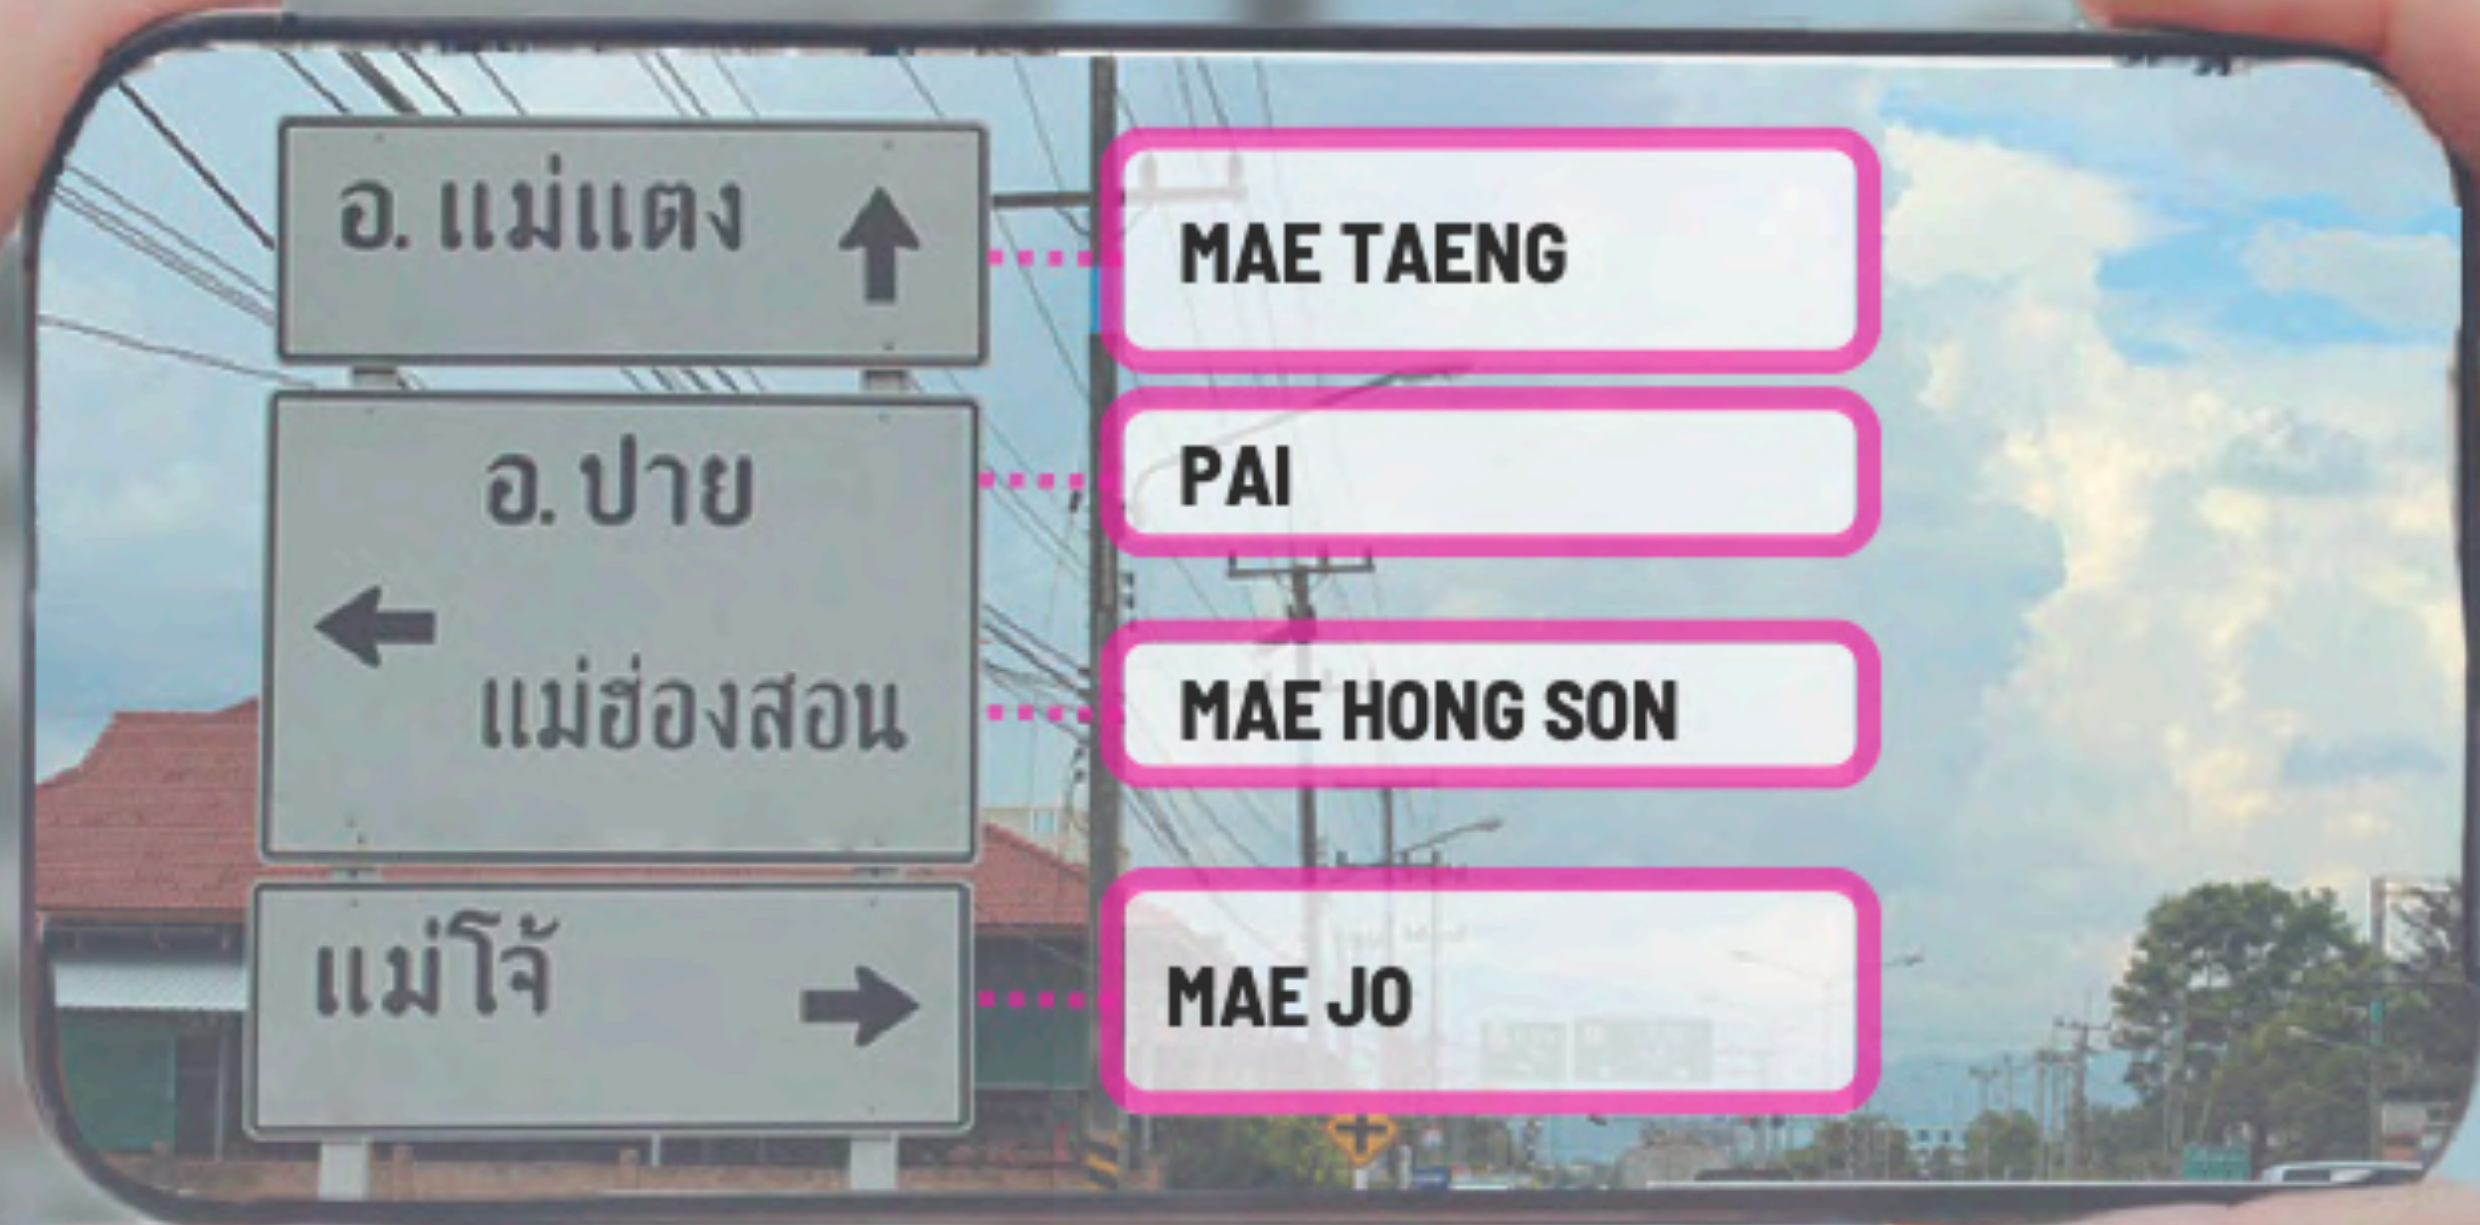 อ. แม่แตง
MAE TAENG
อ. ปาย
PAI
แม่ฮ่องสอน
MAE HONG SON
แม่โจ้
MAE JO